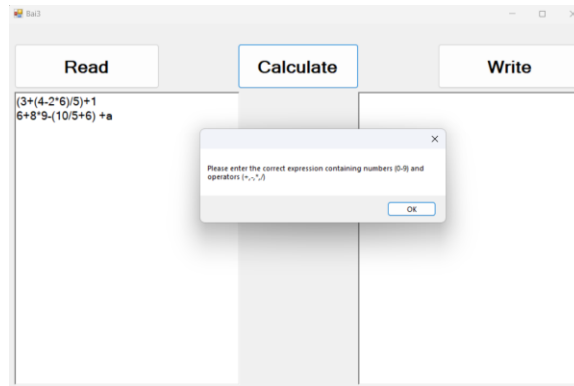 Bai3
Read
Calculate
Write
(3+(4-2*6)/5)+1
6+8*9-(10/5+6) +a
Please enter the correct expression containing numbers (0-9) and
operators (+,-,*,/)
OK